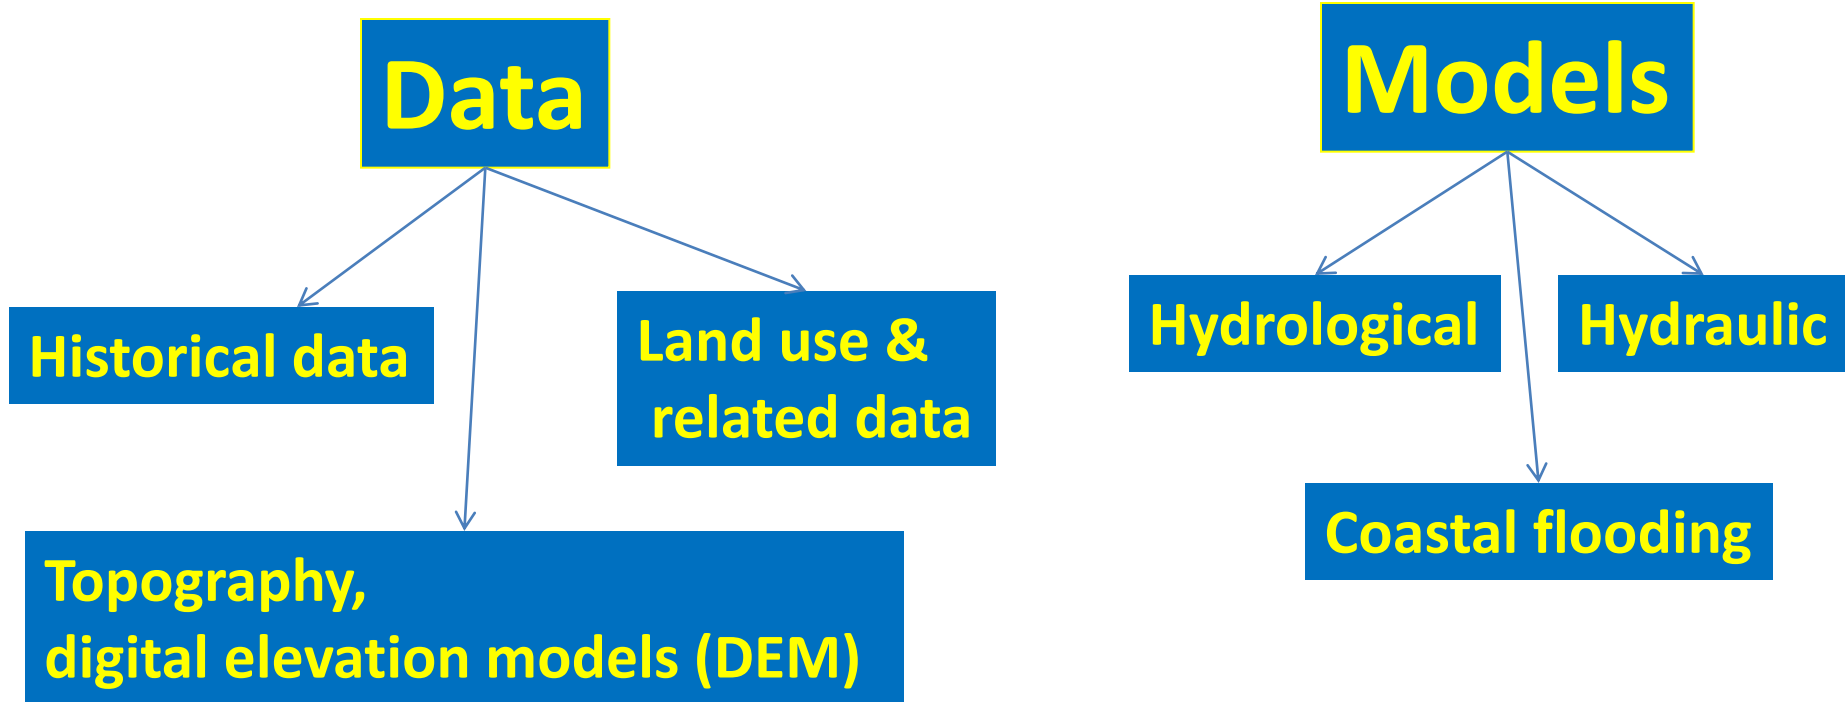 Data
Historical data
Land use &
related data
Topography,
digital elevation models (DEM)
Models
Hydrological
Hydraulic
Coastal flooding